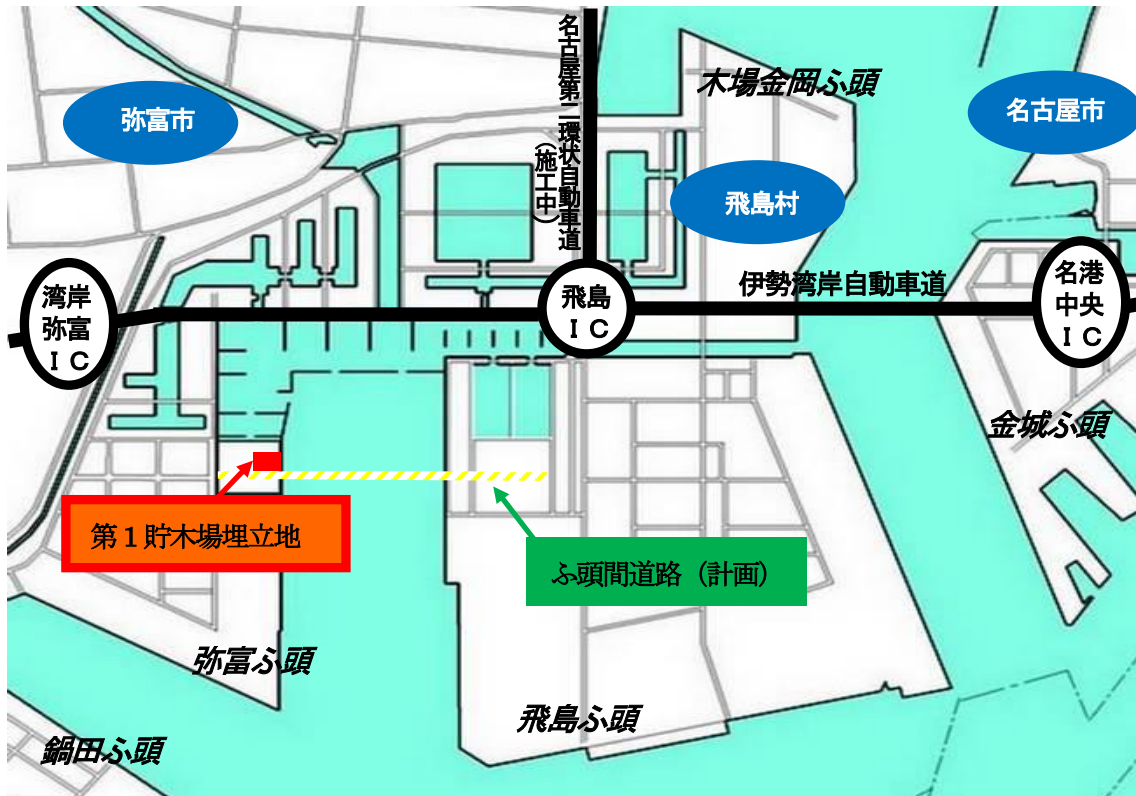 名古屋第二環状自動車道
（施工中）
木場金岡ふ頭
名古屋市
弥富市
飛島村
伊勢湾岸自動車道
湾岸
弥富
ＩＣ
飛島
ＩＣ
名港
中央
ＩＣ
金城ふ頭
第１貯木場埋立地
ふ頭間道路（計画）
弥富ふ頭
飛島ふ頭
鍋田ふ頭